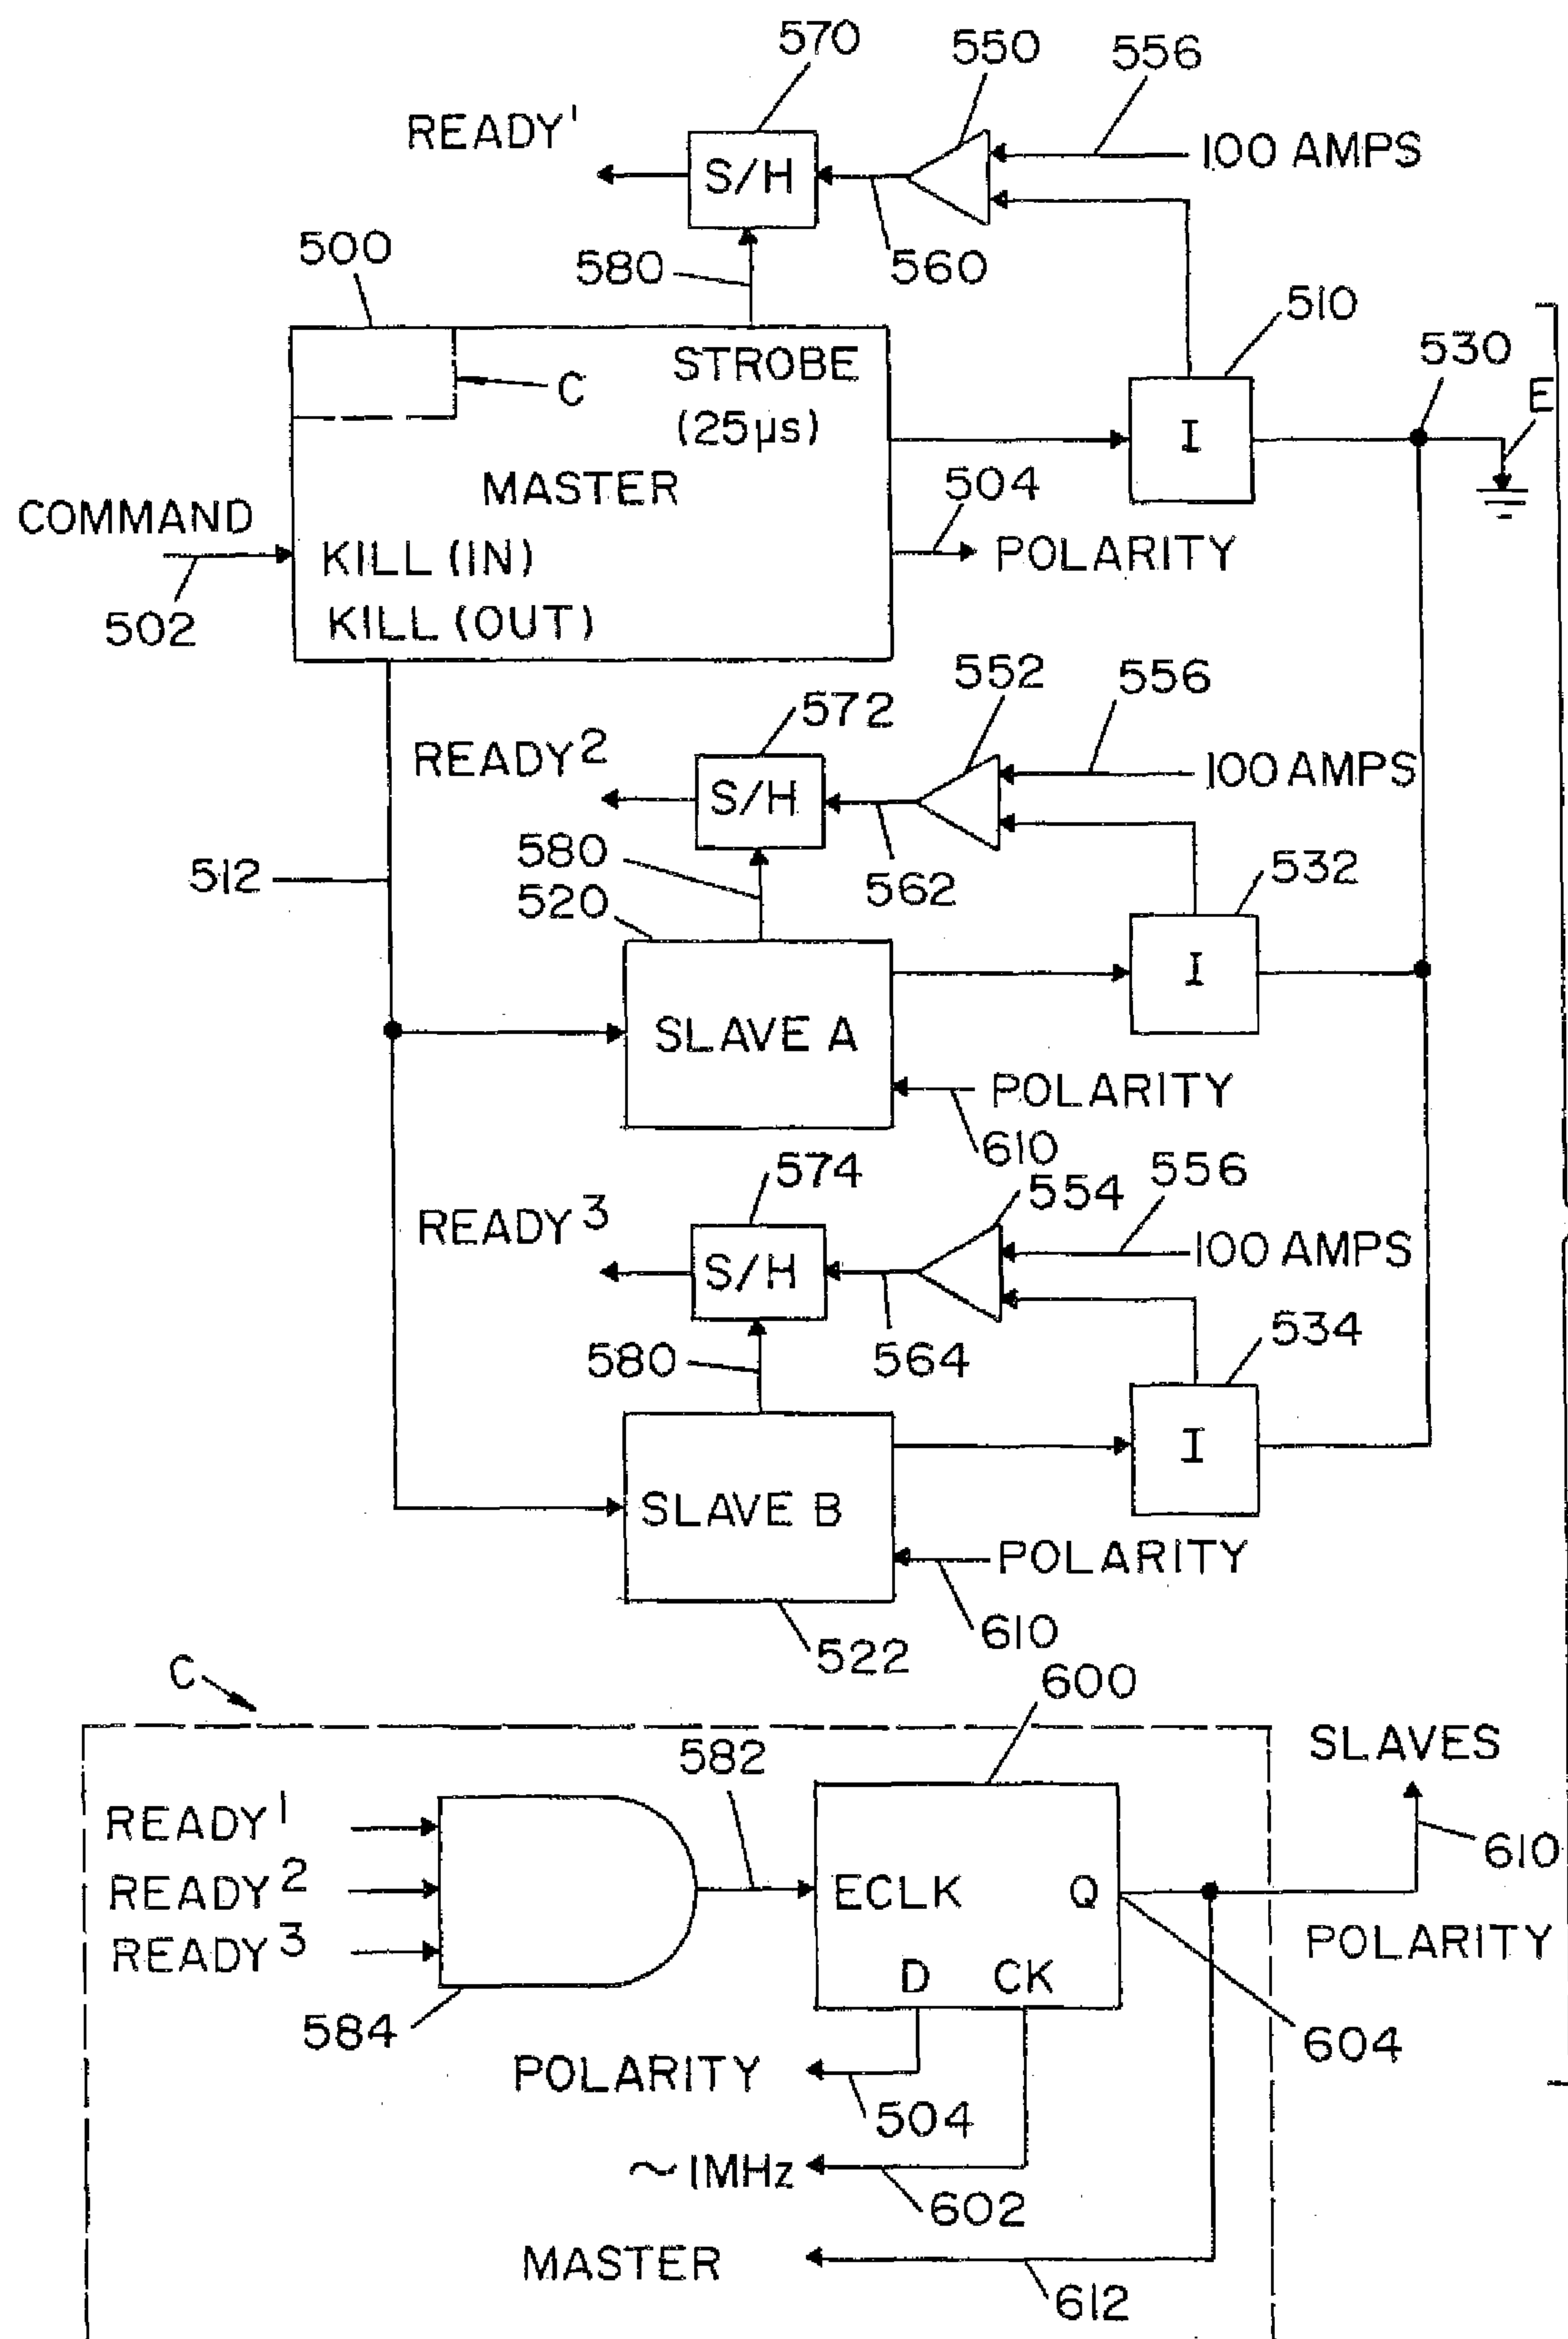 570
550
556
READY¹
S/H
100 AMPS
500
580
560
510
530
E
STROBE
(25µs)
C
I
MASTER
504
COMMAND
KILL (IN)
POLARITY
502
KILL (OUT)
552
556
572
READY²
S/H
100 AMPS
580
512
562
532
520
I
SLAVE A
POLARITY
610
574
554
556
READY³
S/H
100 AMPS
534
580
564
I
SLAVE B
POLARITY
610
522
C
600
582
SLAVES
READY¹
610
READY²
ECLK
Q
READY³
POLARITY
D
CK
584
604
POLARITY
504
~1MHz
602
MASTER
612